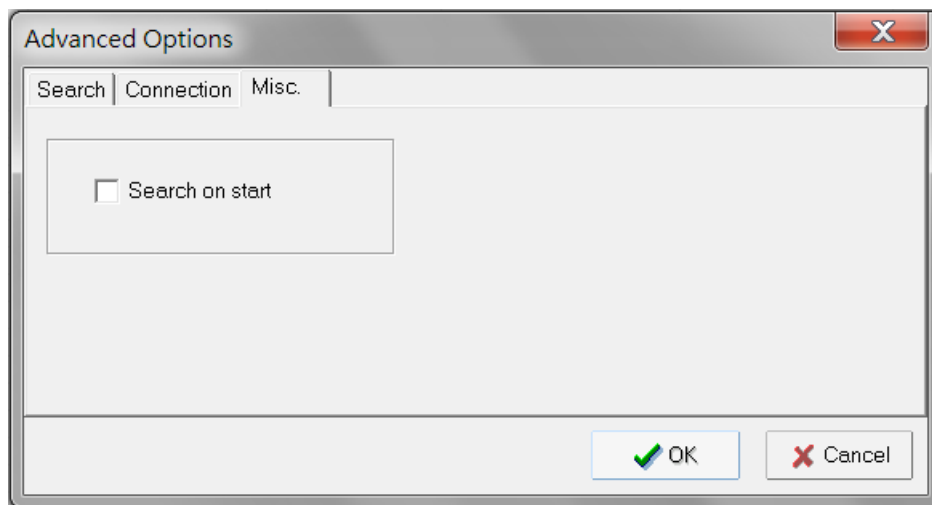 Advanced Options
Search Connection Misc.
Search on start
OK Cancel